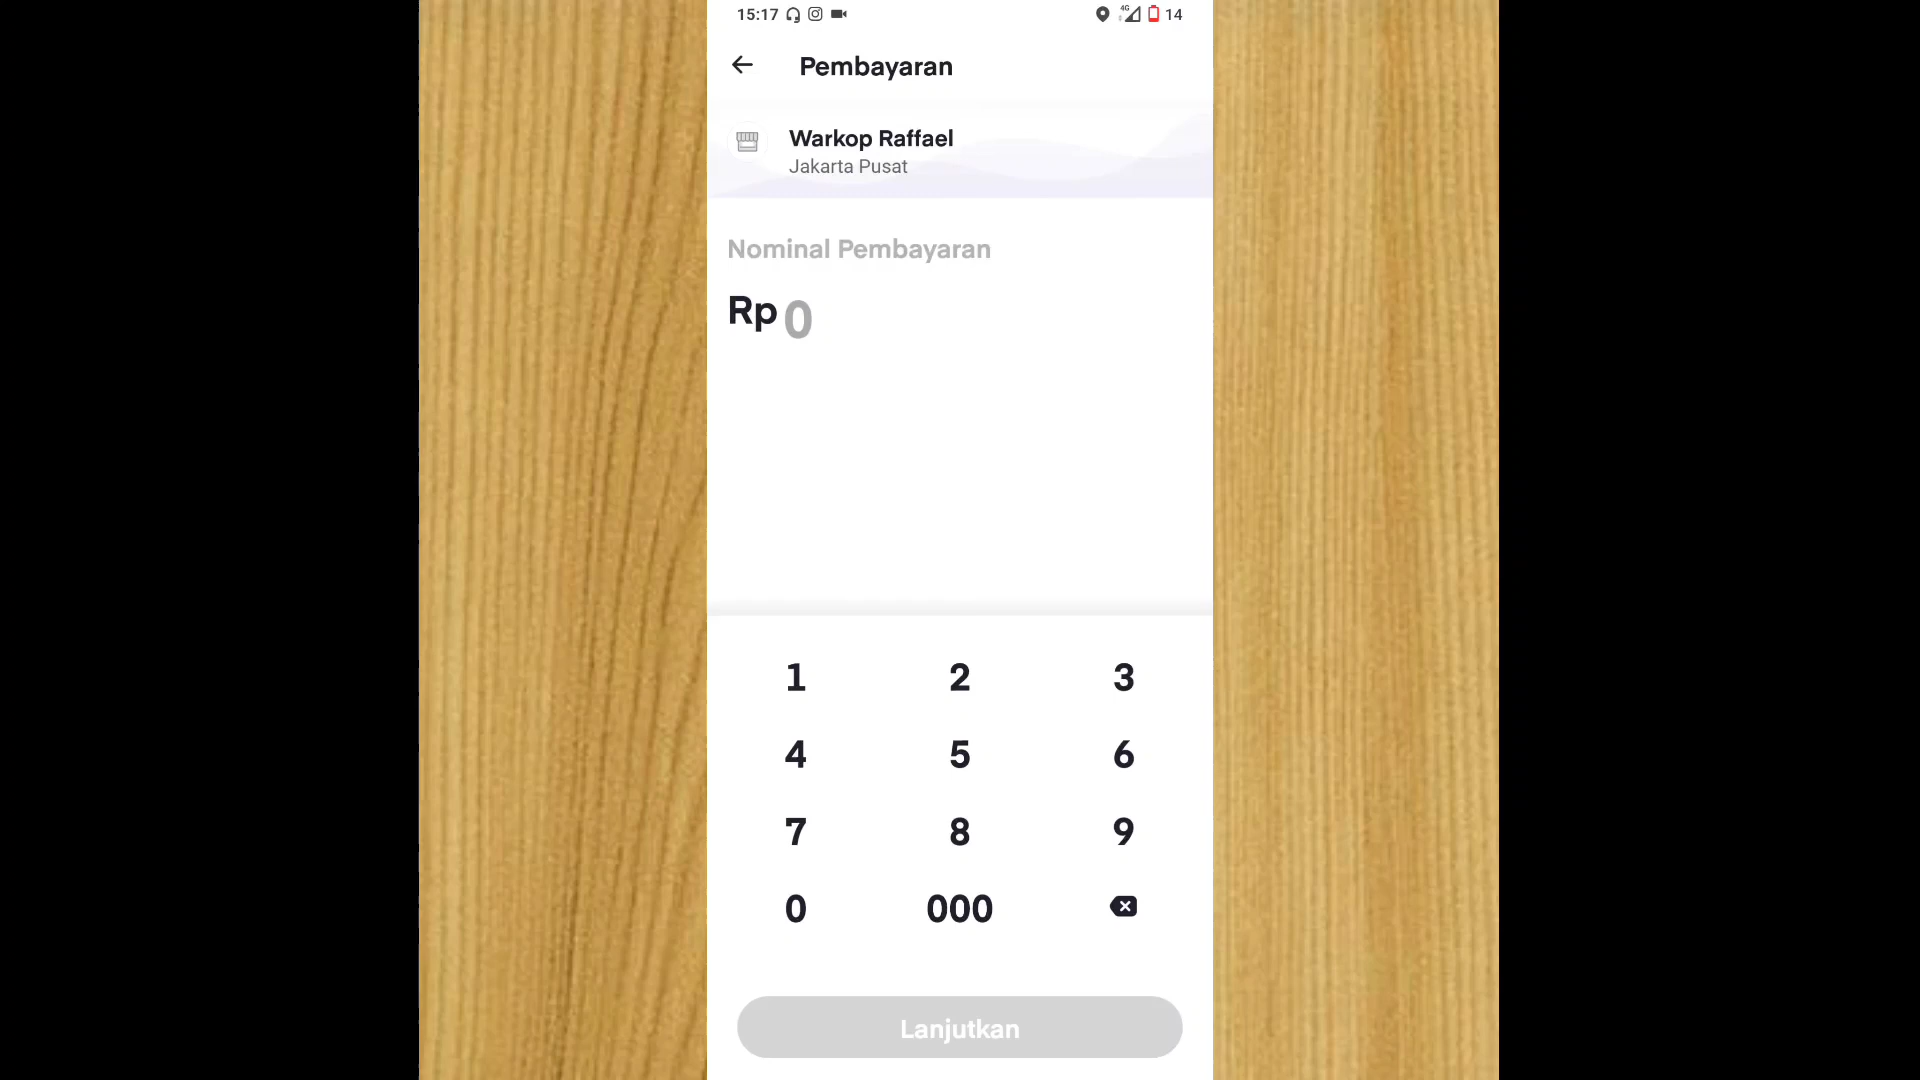 15:17 4G 14
Pembayaran
Warkop Raffael
Jakarta Pusat
Nominal Pembayaran
Rp 0
1 2 3
4 5 6
7 8 9
0 000
Lanjutkan